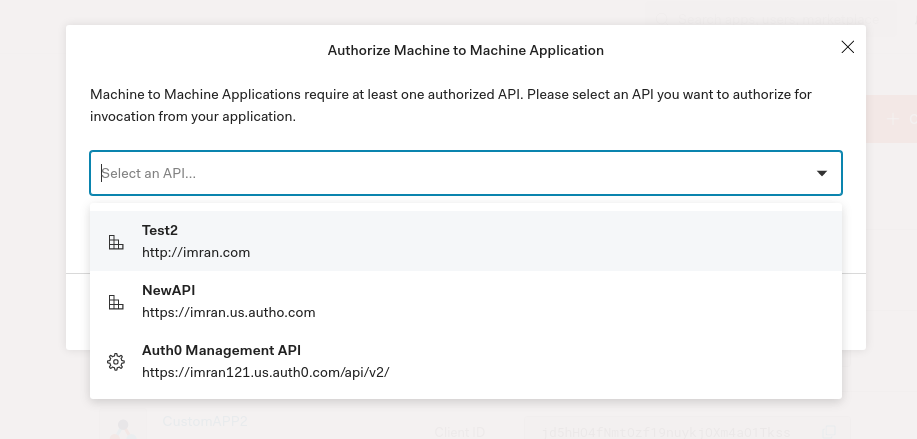 Authorize Machine to Machine Application
Machine to Machine Applications require at least one authorized API. Please select an API you want to authorize for
invocation from your application.
Select an API...
Test2
http://imran.com
NewAPI
https://imran.us.autho.com
Auth0 Management API
https://imran121.us.auth0.com/api/v2/
CustomAPP2
Client ID